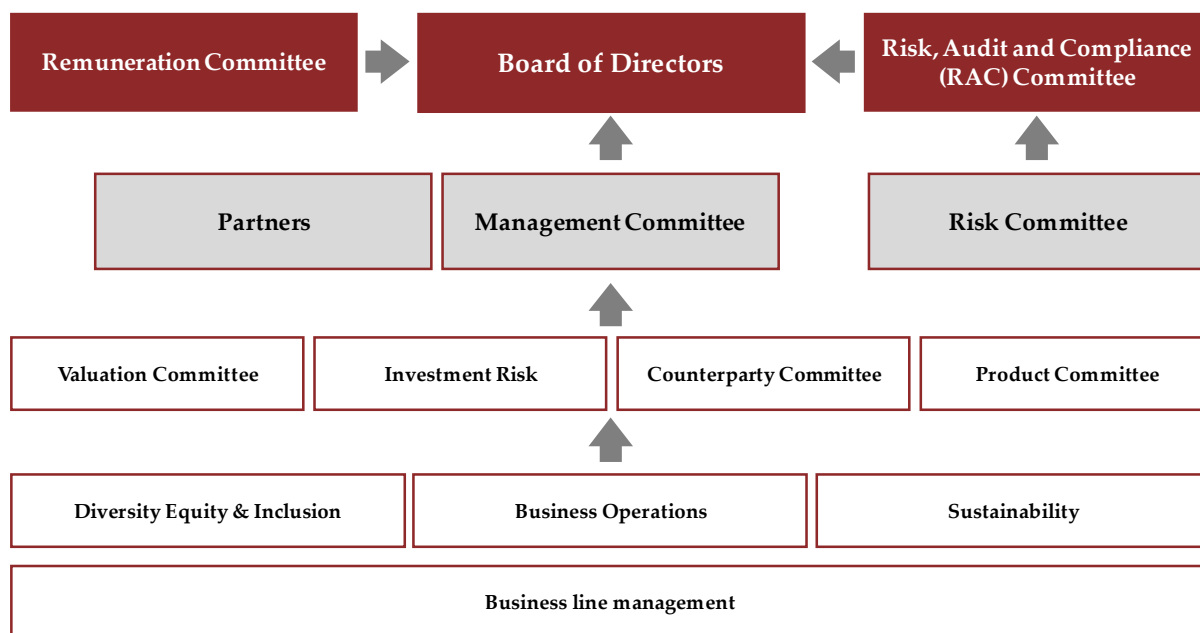 Remuneration Committee
Board of Directors
Risk, Audit and Compliance
(RAC) Committee
Partners
Management Committee
Risk Committee
Valuation Committee
Investment Risk
Counterparty Committee
Product Committee
Diversity Equity & Inclusion
Business Operations
Sustainability
Business line management